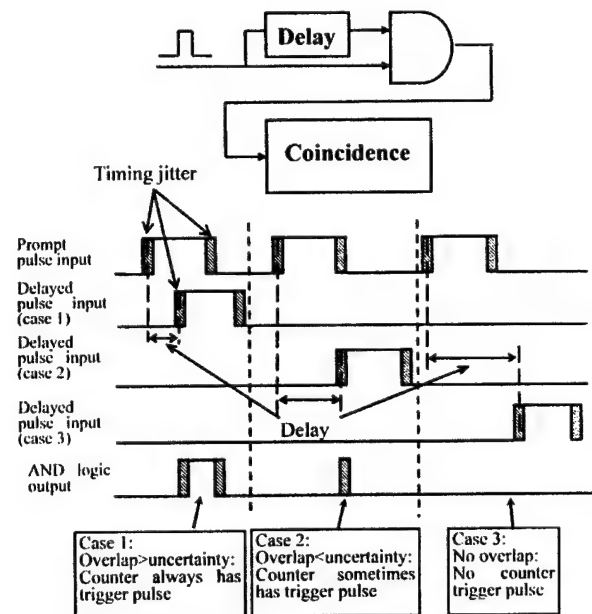 Delay
Coincidence
Timing jitter
Prompt
pulse input
Delayed
pulse input
(case 1)
Delayed
pulse input
(case 2)
Delayed
pulse input
(case 3)
Delay
AND logic
output
Case 1:
Overlap>uncertainty:
Counter always has
trigger pulse
Case 2:
Overlap<uncertainty:
Counter sometimes
has trigger pulse
Case 3:
No overlap:
No counter
trigger pulse